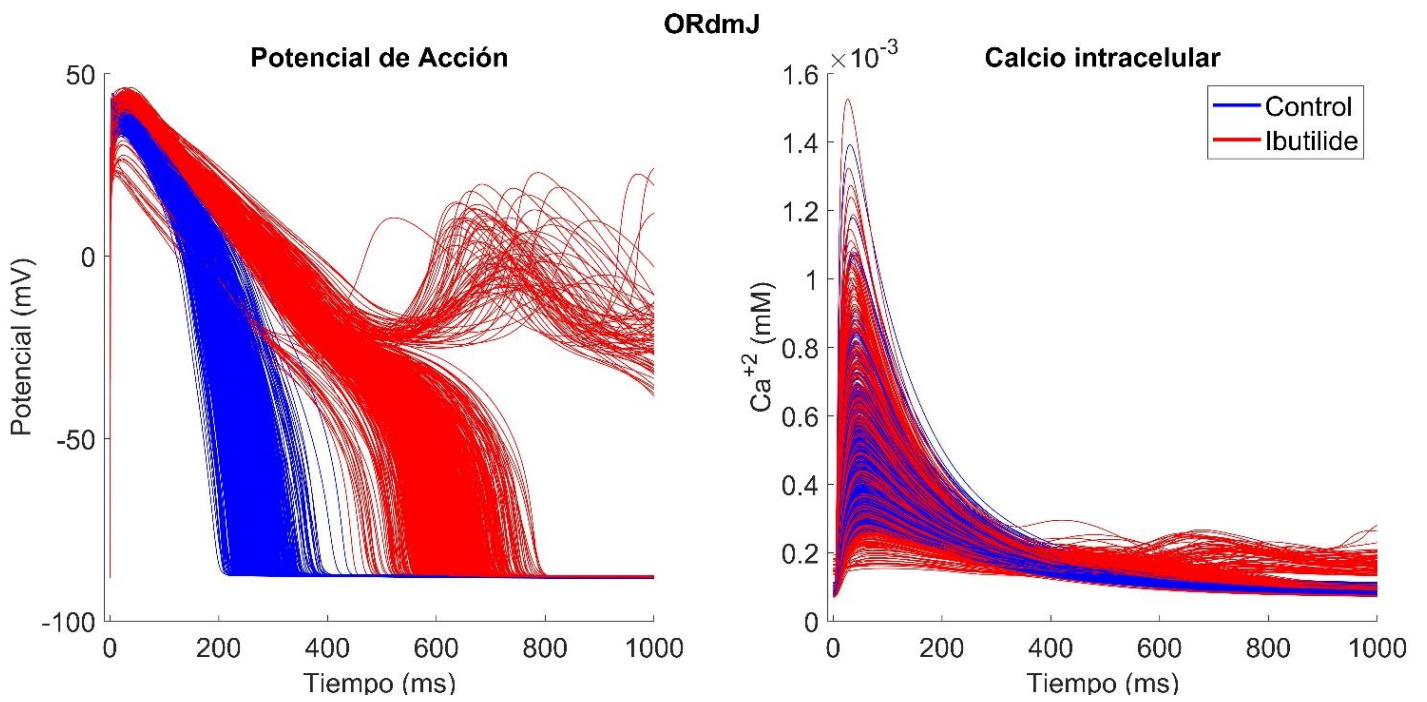 ORdmJ
Potencial de Acción
50
0
-50
-100
Potencial (mV)
0
200
400
600
800
1000
Tiempo (ms)
×10-3
Calcio intracelular
1.6
1.4
1.2
1
0.8
0.6
0.4
0.2
0
Ca+2 (mM)
0
200
400
600
800
1000
Tiempo (ms)
Control
Ibutilide